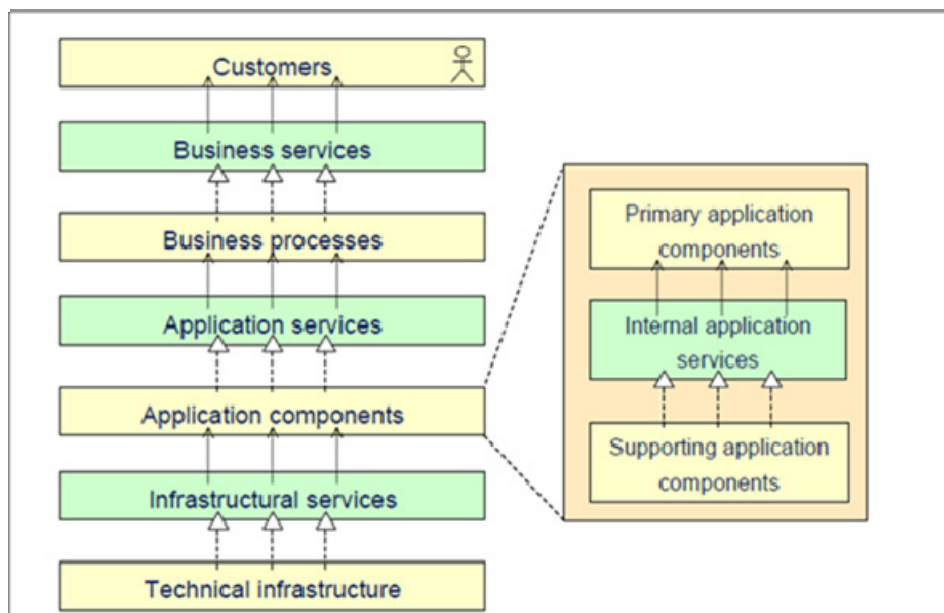 Customers
Business services
Business processes
Application services
Application components
Infrastructural services
Technical infrastructure
Primary application
components
Internal application
services
Supporting application
components